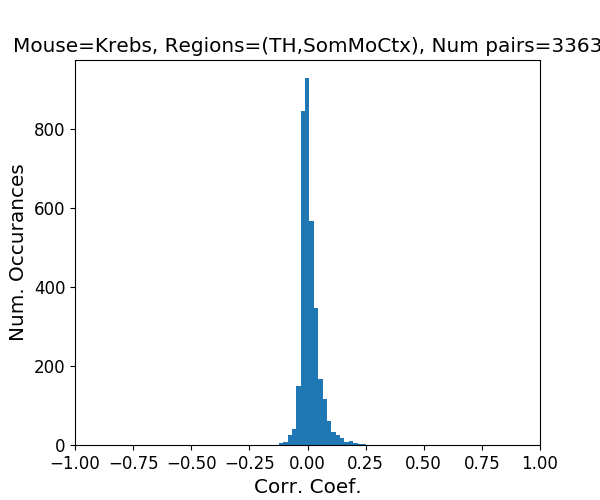 Mouse=Krebs, Regions=(TH,SomMoCtx), Num pairs=3363
Num. Occurances
800
600
400
200
0
−1.00 −0.75 −0.50 −0.25 0.00 0.25 0.50 0.75 1.00
Corr. Coef.